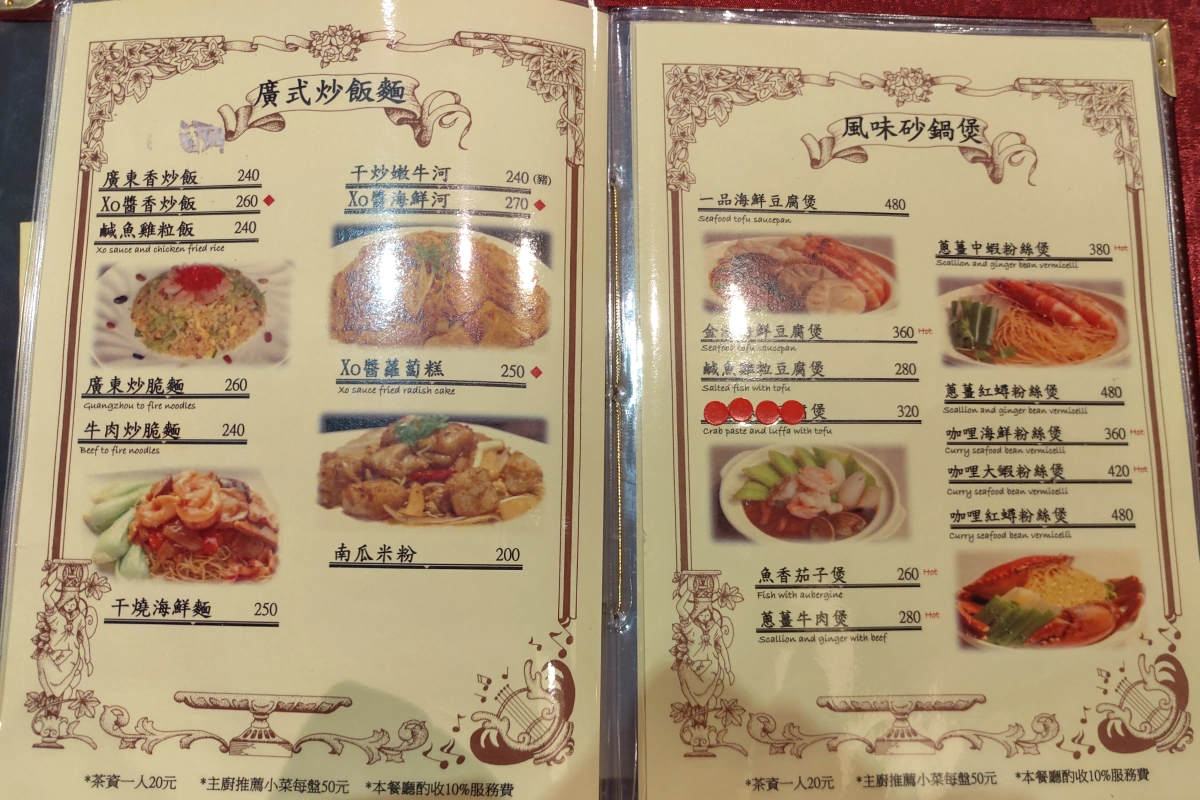 廣式炒飯麵
廣東香炒飯 240
Xo醬香炒飯 260
鹹魚雞粒飯 240
Xo sauce and chicken fried rice
廣東炒脆麵 260
Guangzhou to fire noodles
牛肉炒脆麵 240
Beef to fire noodles
干燒海鮮麵 250
干炒嫩牛河 240 (豬)
Xo醬海鮮河 270
Xo醬蘿蔔糕 250
Xo sauce fried radish cake
南瓜米粉 200
*茶資一人20元 *主廚推薦小菜每盤50元 *本餐廳酌收10%服務費
風味砂鍋煲
一品海鮮豆腐煲 480
Seafood tofu saucepan
金 海鮮豆腐煲 360 Hot
Seafood tofu saucepan
鹹魚雞粒豆腐煲 280
Salted fish with tofu
腐煲 320
Crab paste and luffa with tofu
魚香茄子煲 260 Hot
Fish with aubergine
蔥薑牛肉煲 280 Hot
Scallion and ginger with beef
蔥薑中蝦粉絲煲 380 Hot
Scallion and ginger bean vermicelli
蔥薑紅蟳粉絲煲 480
Scallion and ginger bean vermicelli
咖哩海鮮粉絲煲 360 Hot
Curry seafood bean vermicelli
咖哩大蝦粉絲煲 420 Hot
Curry seafood bean vermicelli
咖哩紅蟳粉絲煲 480
Curry seafood bean vermicelli
*茶資一人20元 *主廚推薦小菜每盤50元 *本餐廳酌收10%服務費